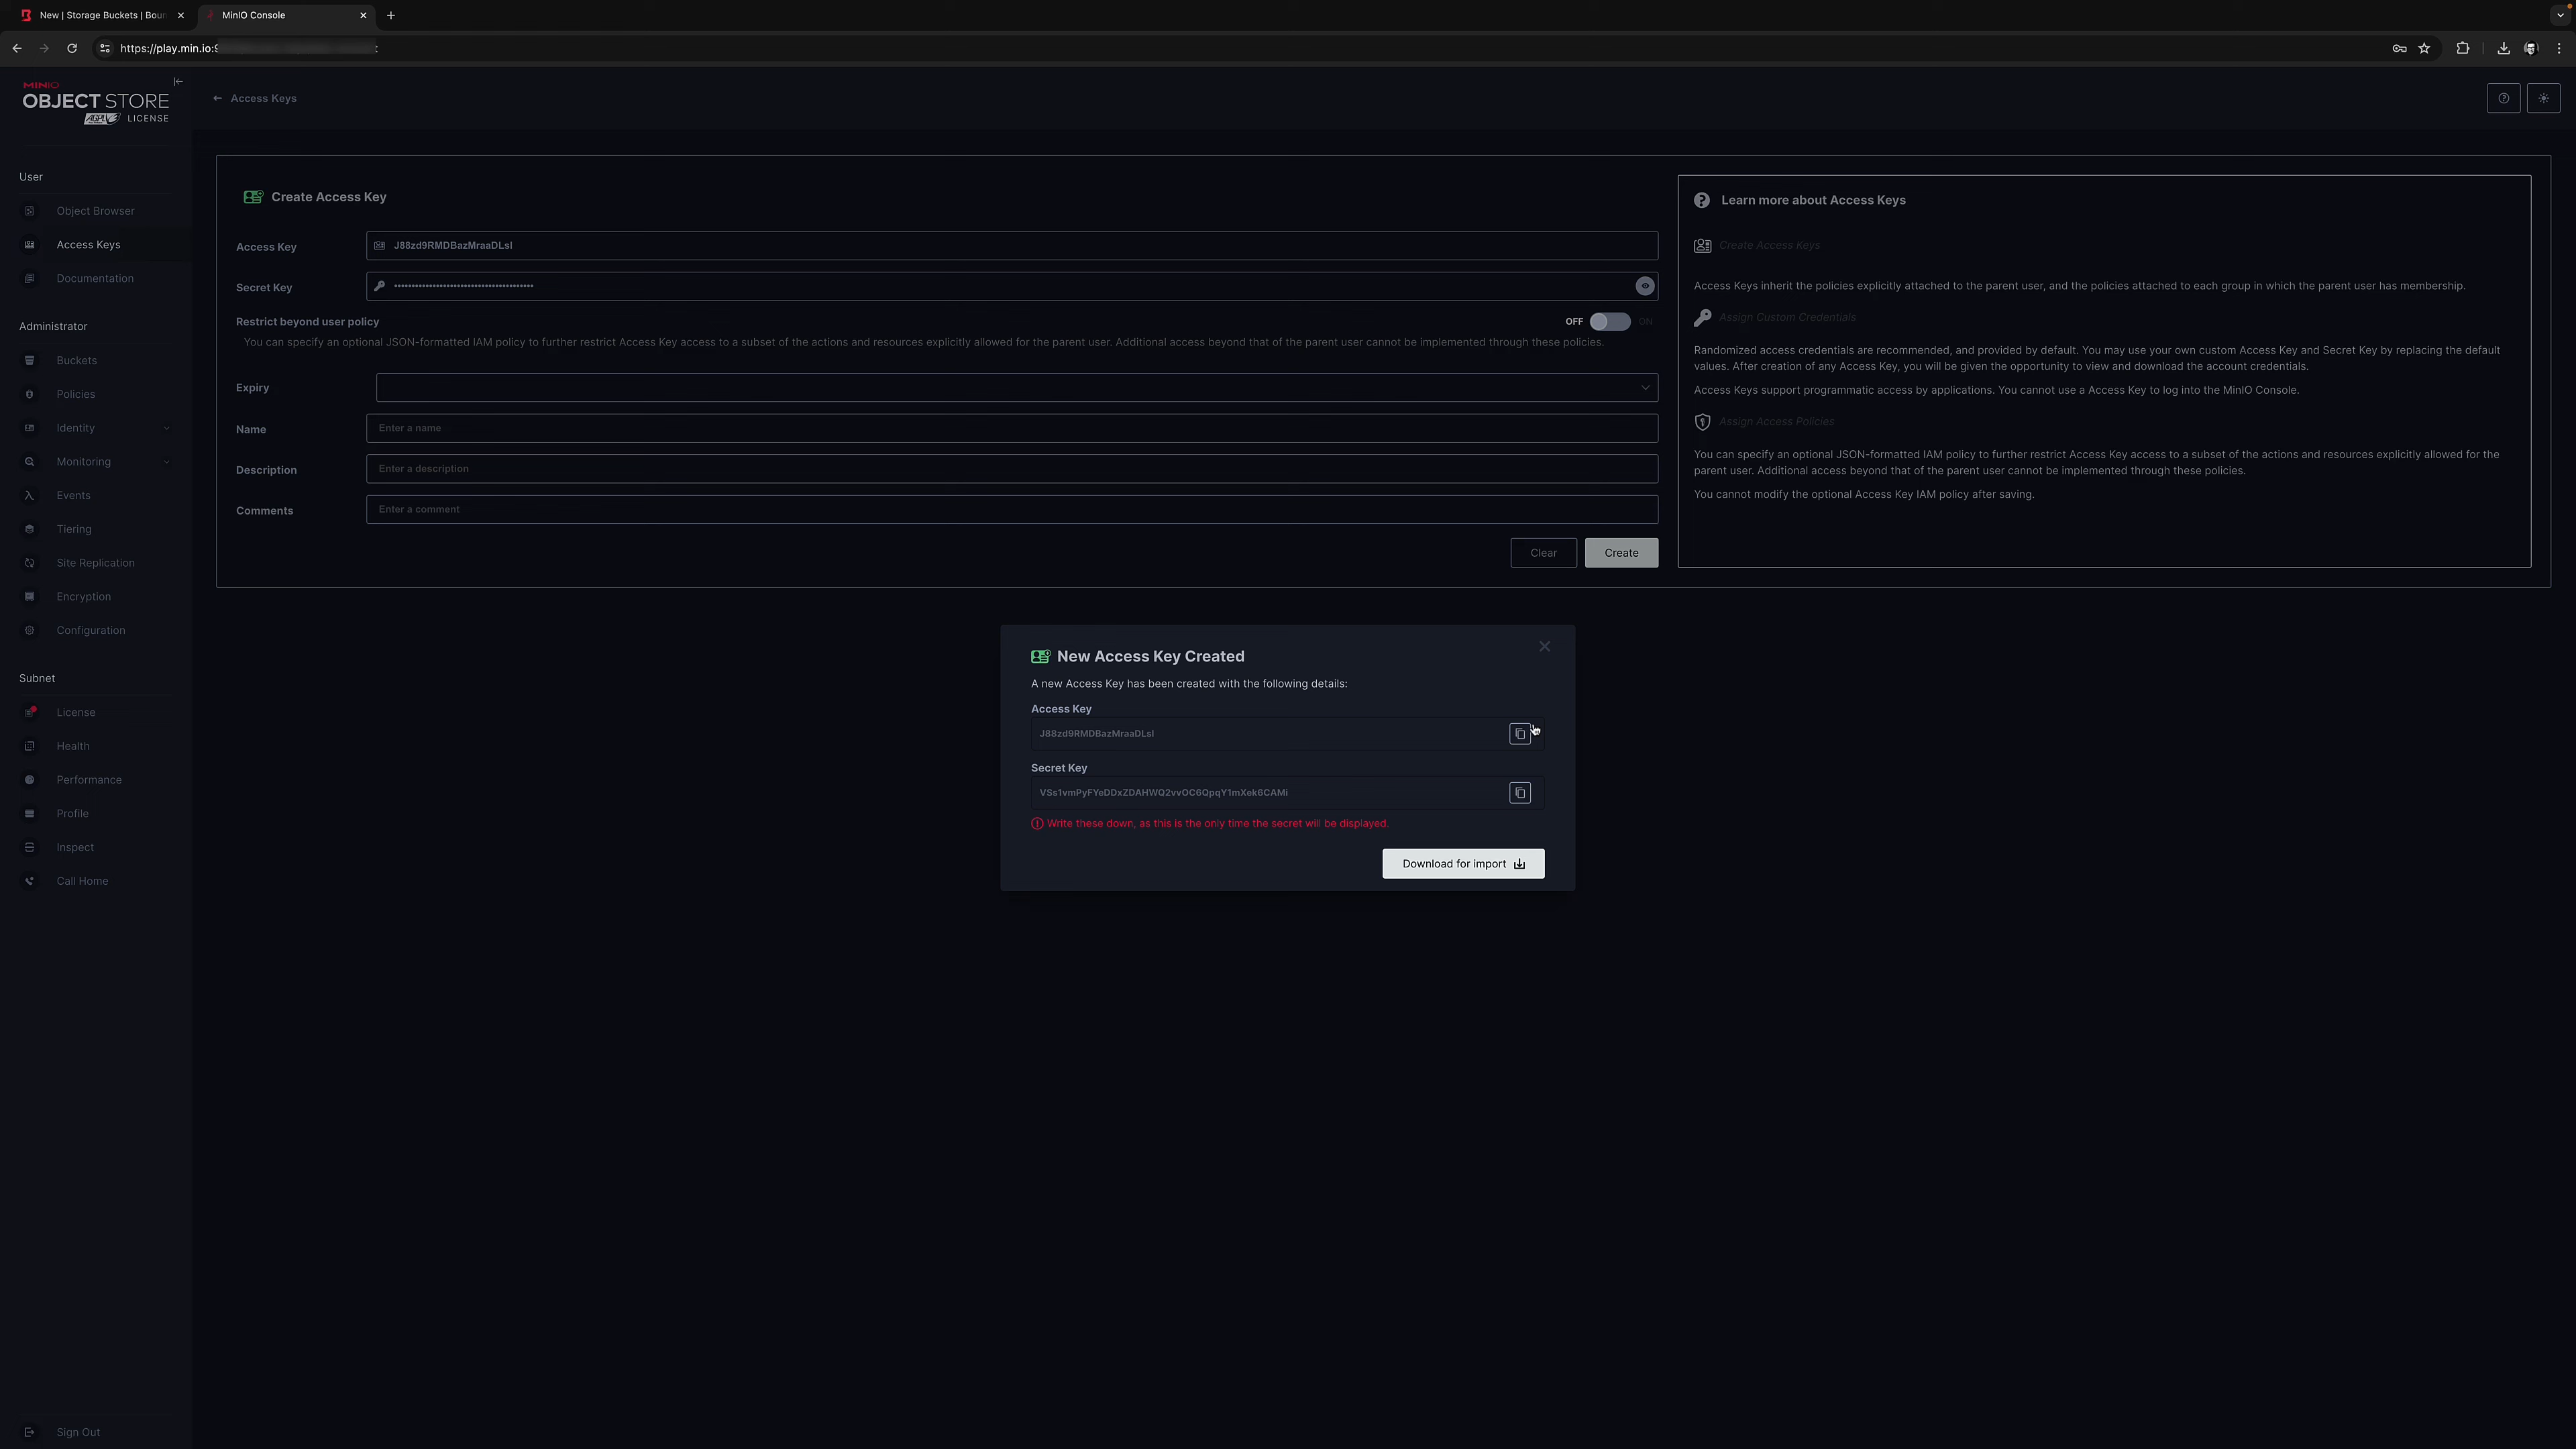 New | Storage Buckets | Boun
MinIO Console
https://play.min.io:9
MINIO
OBJECT STORE
AGPLv3 LICENSE
Access Keys
User
Object Browser
Access Keys
Documentation
Administrator
Buckets
Policies
Identity
Monitoring
Events
Tiering
Site Replication
Encryption
Configuration
Subnet
License
Health
Performance
Profile
Inspect
Call Home
Sign Out
Create Access Key
Access Key
J88zd9RMDBazMraaDLsI
Secret Key
••••••••••••••••••••••••••••••••••••••••
Restrict beyond user policy
OFF
ON
You can specify an optional JSON-formatted IAM policy to further restrict Access Key access to a subset of the actions and resources explicitly allowed for the parent user. Additional access beyond that of the parent user cannot be implemented through these policies.
Expiry
Name
Enter a name
Description
Enter a description
Comments
Enter a comment
Clear
Create
Learn more about Access Keys
Create Access Keys
Access Keys inherit the policies explicitly attached to the parent user, and the policies attached to each group in which the parent user has membership.
Assign Custom Credentials
Randomized access credentials are recommended, and provided by default. You may use your own custom Access Key and Secret Key by replacing the default
values. After creation of any Access Key, you will be given the opportunity to view and download the account credentials.
Access Keys support programmatic access by applications. You cannot use a Access Key to log into the MinIO Console.
Assign Access Policies
You can specify an optional JSON-formatted IAM policy to further restrict Access Key access to a subset of the actions and resources explicitly allowed for the
parent user. Additional access beyond that of the parent user cannot be implemented through these policies.
You cannot modify the optional Access Key IAM policy after saving.
New Access Key Created
A new Access Key has been created with the following details:
Access Key
J88zd9RMDBazMraaDLsI
Secret Key
VSs1vmPyFYeDDxZDAHWQ2vvOC6QpqY1mXek6CAMi
Write these down, as this is the only time the secret will be displayed.
Download for import